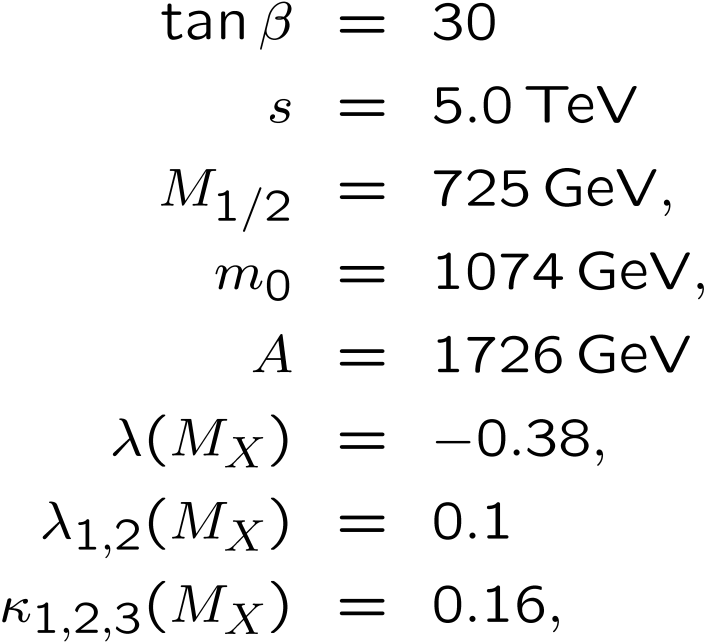 tan β = 30
s = 5.0 TeV
M_{1/2} = 725 GeV,
m_0 = 1074 GeV,
A = 1726 GeV
λ(M_X) = −0.38,
λ_{1,2}(M_X) = 0.1
κ_{1,2,3}(M_X) = 0.16,